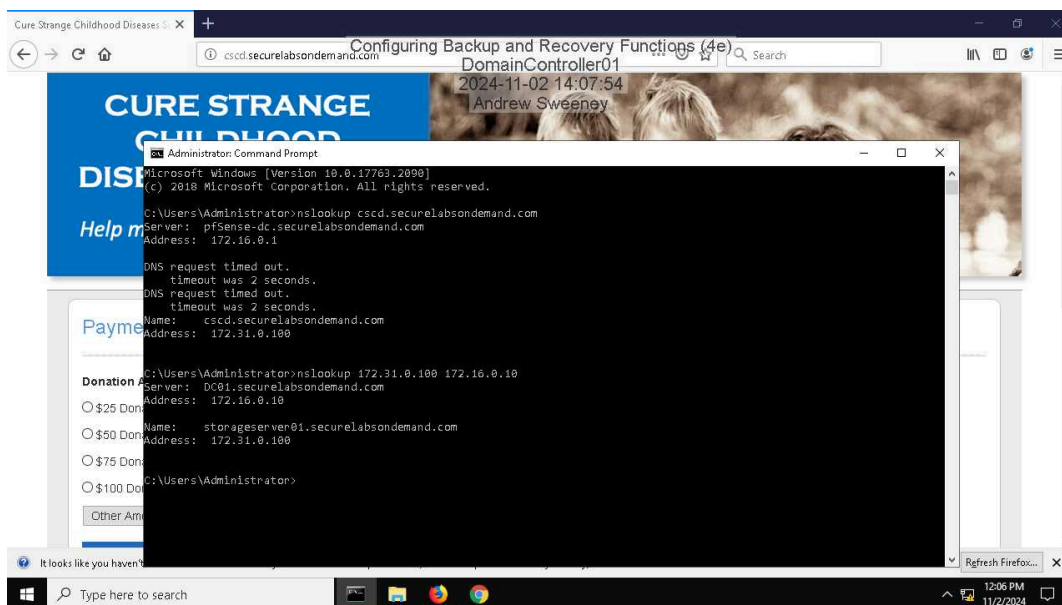 Cure Strange Childhood Diseases
cscd.securelabsondemand.com
Search
Configuring Backup and Recovery Functions (4e)
DomainController01
2024-11-02 14:07:54
Andrew Sweeney
CURE STRANGE
CHILDHOOD
DISE
Help m
Administrator: Command Prompt
Microsoft Windows [Version 10.0.17763.2090]
(c) 2018 Microsoft Corporation. All rights reserved.
C:\Users\Administrator>nslookup cscd.securelabsondemand.com
Server: pfSense-dc.securelabsondemand.com
Address: 172.16.0.1
DNS request timed out.
timeout was 2 seconds.
DNS request timed out.
timeout was 2 seconds.
Name: cscd.securelabsondemand.com
Address: 172.31.0.100
C:\Users\Administrator>nslookup 172.31.0.100 172.16.0.10
Server: DC01.securelabsondemand.com
Address: 172.16.0.10
Name: storageserver01.securelabsondemand.com
Address: 172.31.0.100
C:\Users\Administrator>
Payme
Donation A
$25 Don
$50 Don
$75 Don
$100 Do
Other Am
It looks like you haven't
Refresh Firefox...
Type here to search
12:06 PM
11/2/2024